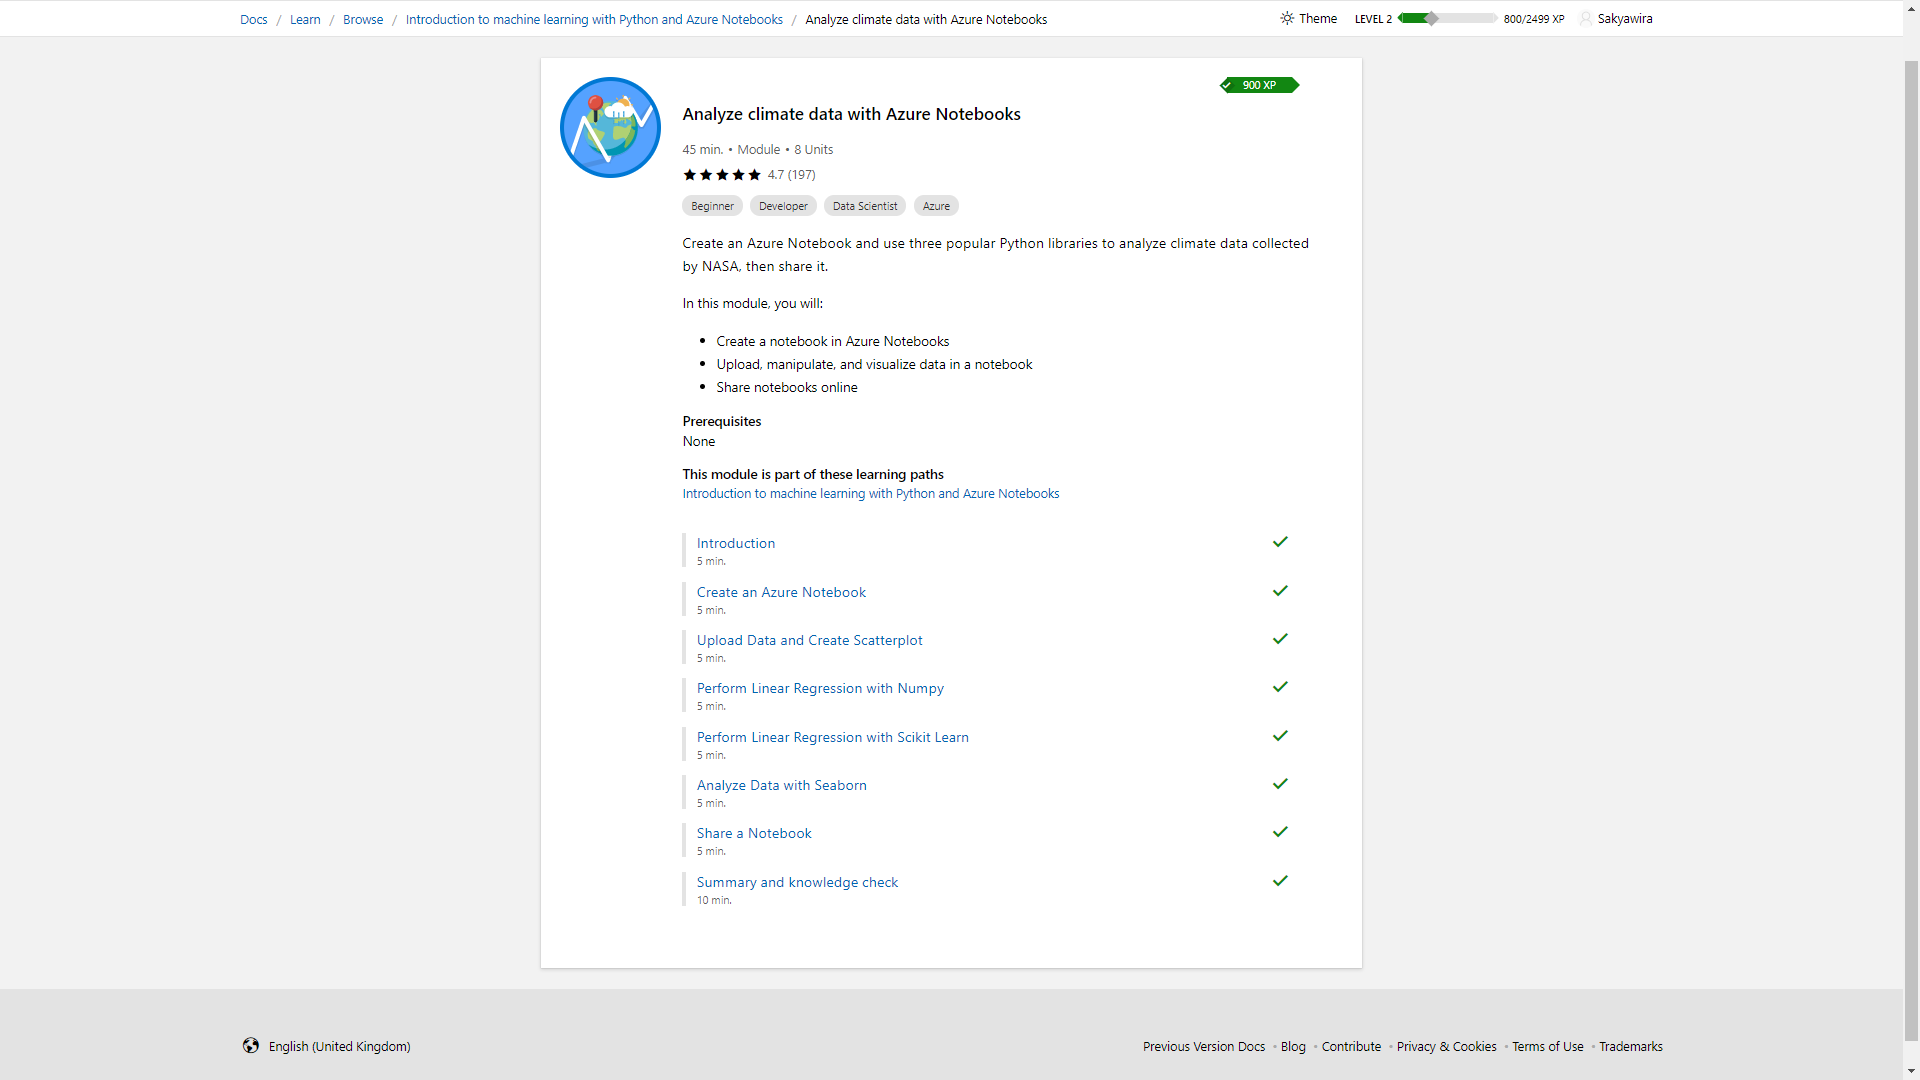 Docs / Learn / Browse / Introduction to machine learning with Python and Azure Notebooks / Analyze climate data with Azure Notebooks
Theme LEVEL 2 800/2499 XP Sakyawira
900 XP
Analyze climate data with Azure Notebooks
45 min. • Module • 8 Units
4.7 (197)
Beginner Developer Data Scientist Azure
Create an Azure Notebook and use three popular Python libraries to analyze climate data collected
by NASA, then share it.
In this module, you will:
• Create a notebook in Azure Notebooks
• Upload, manipulate, and visualize data in a notebook
• Share notebooks online
Prerequisites
None
This module is part of these learning paths
Introduction to machine learning with Python and Azure Notebooks
Introduction
5 min.
Create an Azure Notebook
5 min.
Upload Data and Create Scatterplot
5 min.
Perform Linear Regression with Numpy
5 min.
Perform Linear Regression with Scikit Learn
5 min.
Analyze Data with Seaborn
5 min.
Share a Notebook
5 min.
Summary and knowledge check
10 min.
English (United Kingdom)
Previous Version Docs • Blog • Contribute • Privacy & Cookies • Terms of Use • Trademarks